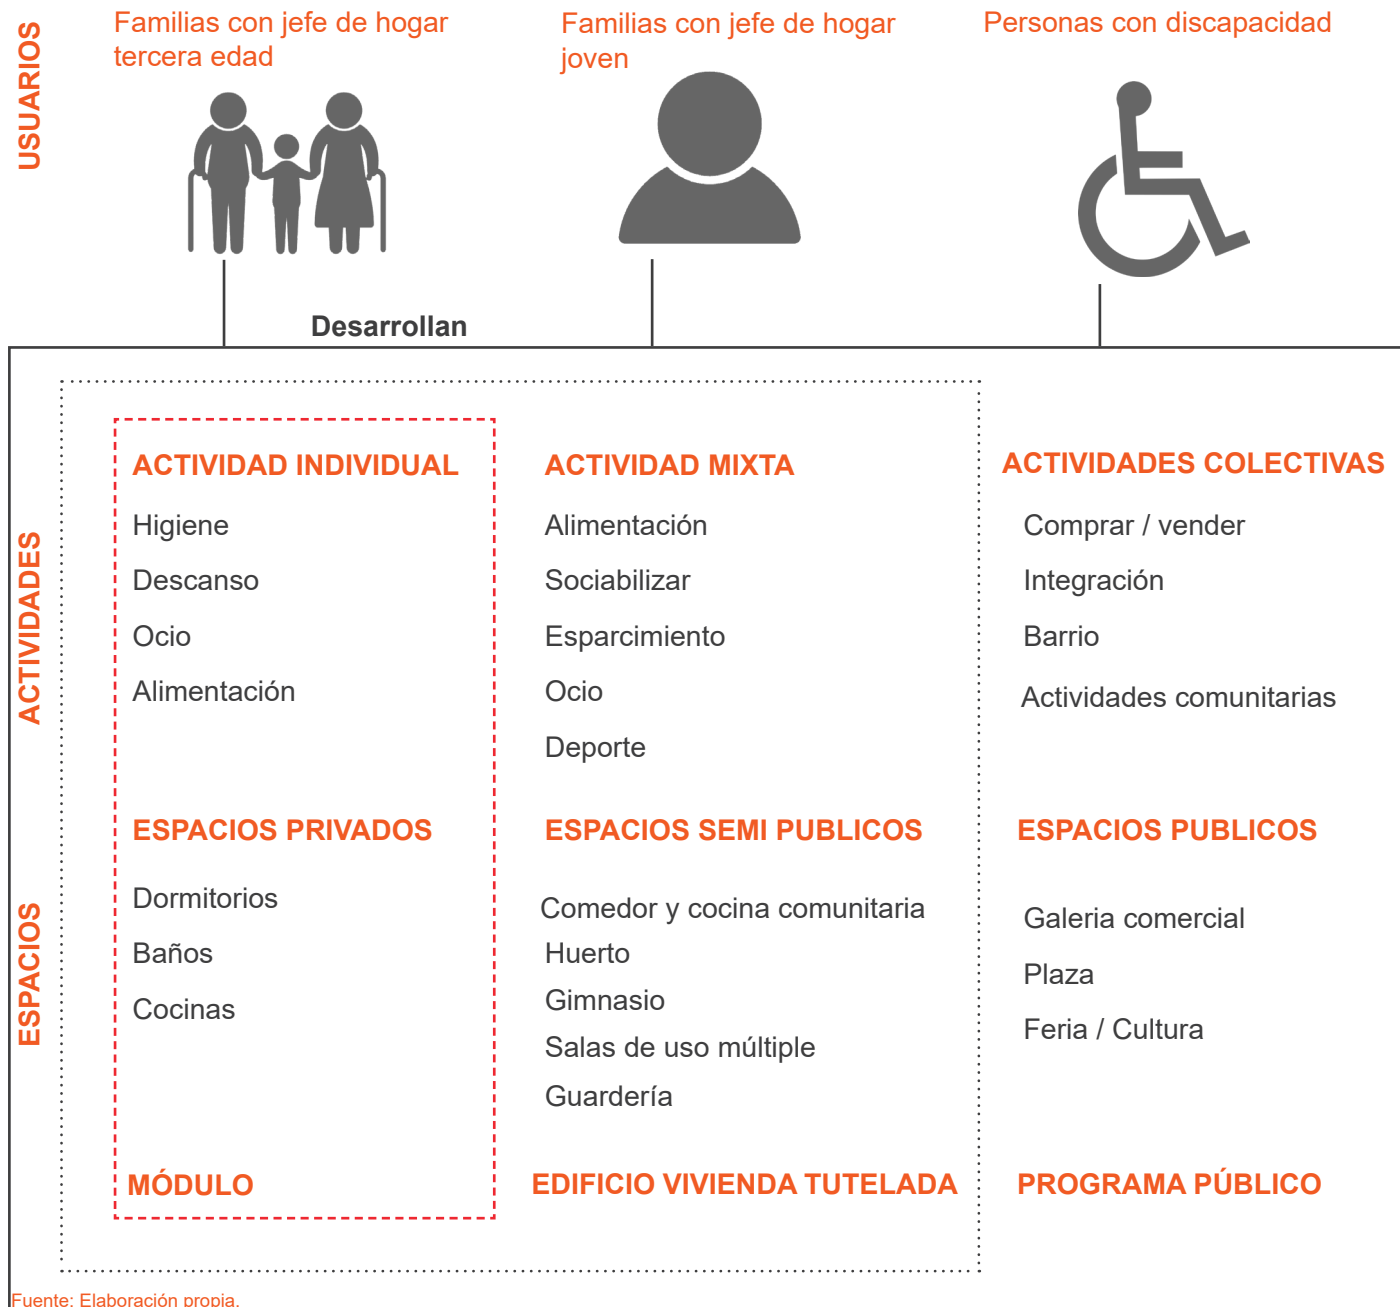 USUARIOS
Familias con jefe de hogar
tercera edad
Familias con jefe de hogar
joven
Personas con discapacidad
Desarrollan
ACTIVIDADES
ACTIVIDAD INDIVIDUAL
Higiene
Descanso
Ocio
Alimentación
ACTIVIDAD MIXTA
Alimentación
Sociabilizar
Esparcimiento
Ocio
Deporte
ACTIVIDADES COLECTIVAS
Comprar / vender
Integración
Barrio
Actividades comunitarias
ESPACIOS
ESPACIOS PRIVADOS
Dormitorios
Baños
Cocinas
ESPACIOS SEMI PUBLICOS
Comedor y cocina comunitaria
Huerto
Gimnasio
Salas de uso múltiple
Guardería
ESPACIOS PUBLICOS
Galeria comercial
Plaza
Feria / Cultura
MÓDULO
EDIFICIO VIVIENDA TUTELADA
PROGRAMA PÚBLICO
Fuente: Elaboración propia.